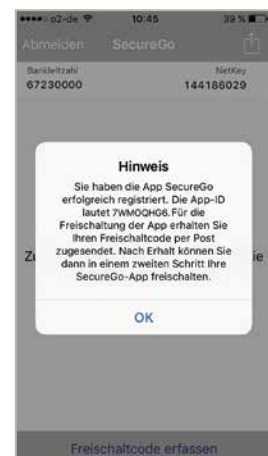 o2-de 10:45 39 %
Abmelden SecureGo
Bankleitzahl NetKey
67230000 144186029
Hinweis
Sie haben die App SecureGo
erfolgreich registriert. Die App-ID
lautet 7WMOQHG6. Für die
Freischaltung der App erhalten Sie
Ihren Freischaltcode per Post
zugesendet. Nach Erhalt können Sie
dann in einem zweiten Schritt Ihre
SecureGo-App freischalten.
OK
Freischaltcode erfassen